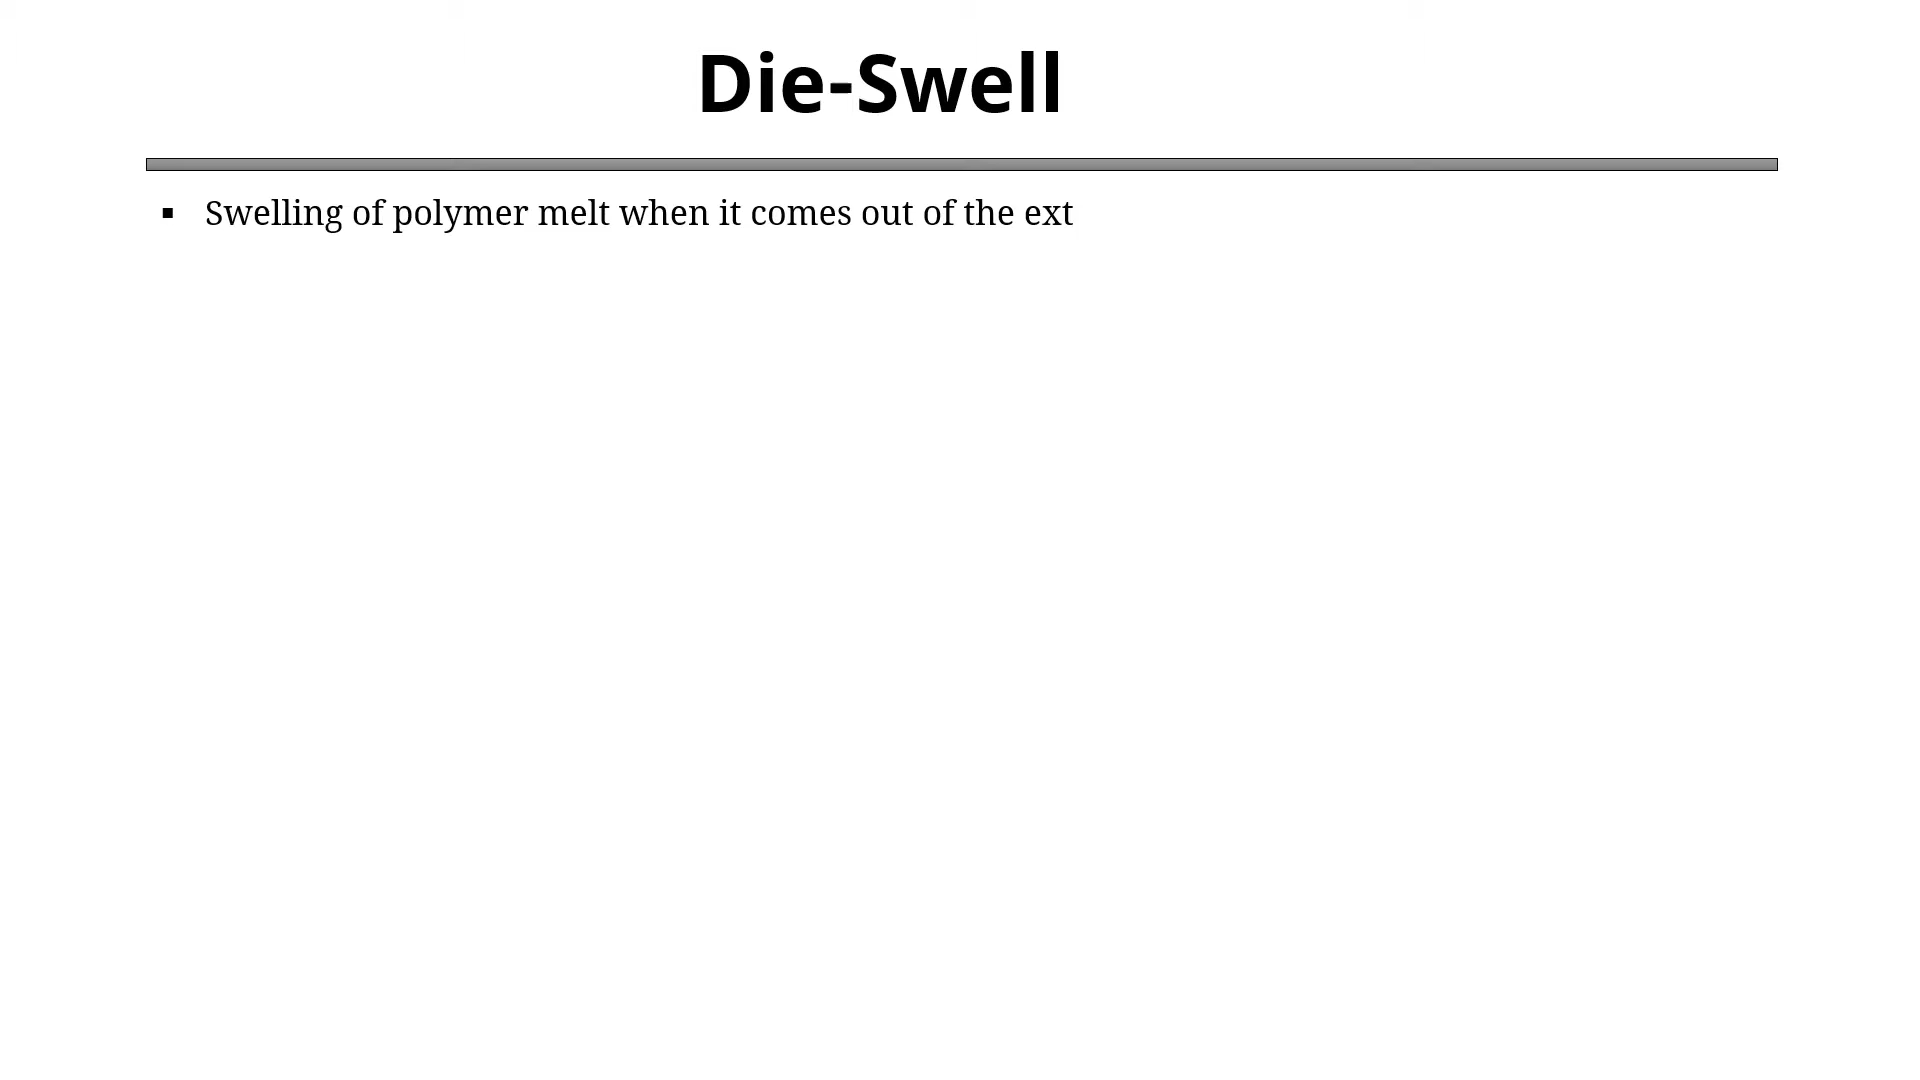 Die-Swell
▪ Swelling of polymer melt when it comes out of the ext